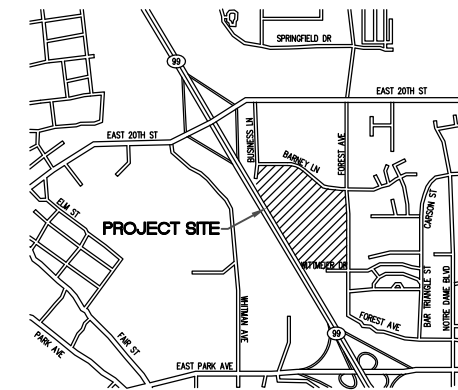 SPRINGFIELD DR
99
EAST 20TH ST
EAST 20TH ST
BUSINESS LN
BARNEY LN
FOREST AVE
CARSON ST
ELM ST
PROJECT SITE
WITTMEIER DR
BAR TRIANGLE ST
NOTRE DAME BLVD
WHITMAN AVE
FOREST AVE
99
FAIR ST
PARK AVE
EAST PARK AVE